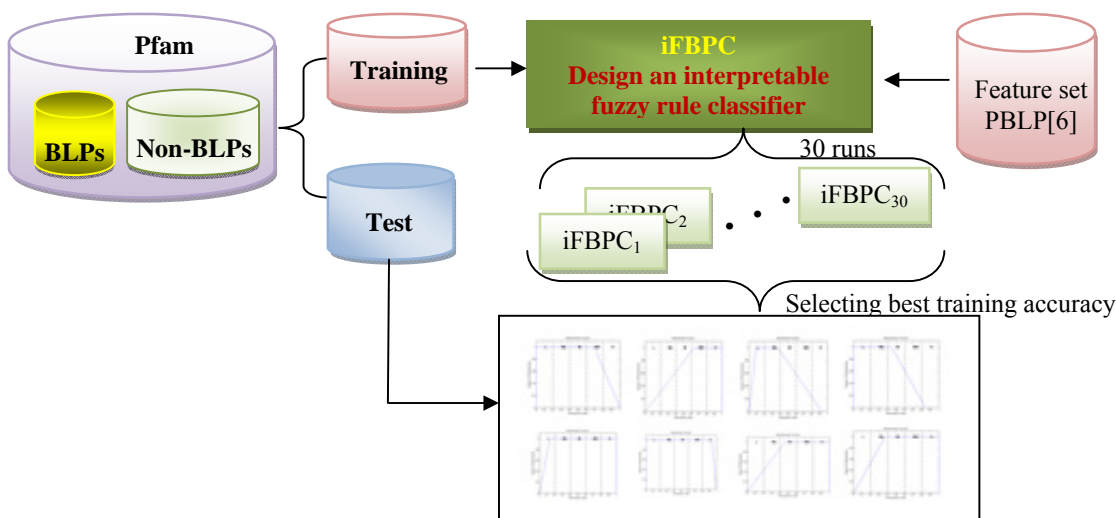 Pfam
BLPs
Non-BLPs
Training
Test
iFBPC
Design an interpretable
fuzzy rule classifier
Feature set
PBLP[6]
30 runs
iFBPC1
iFBPC2
iFBPC30
Selecting best training accuracy